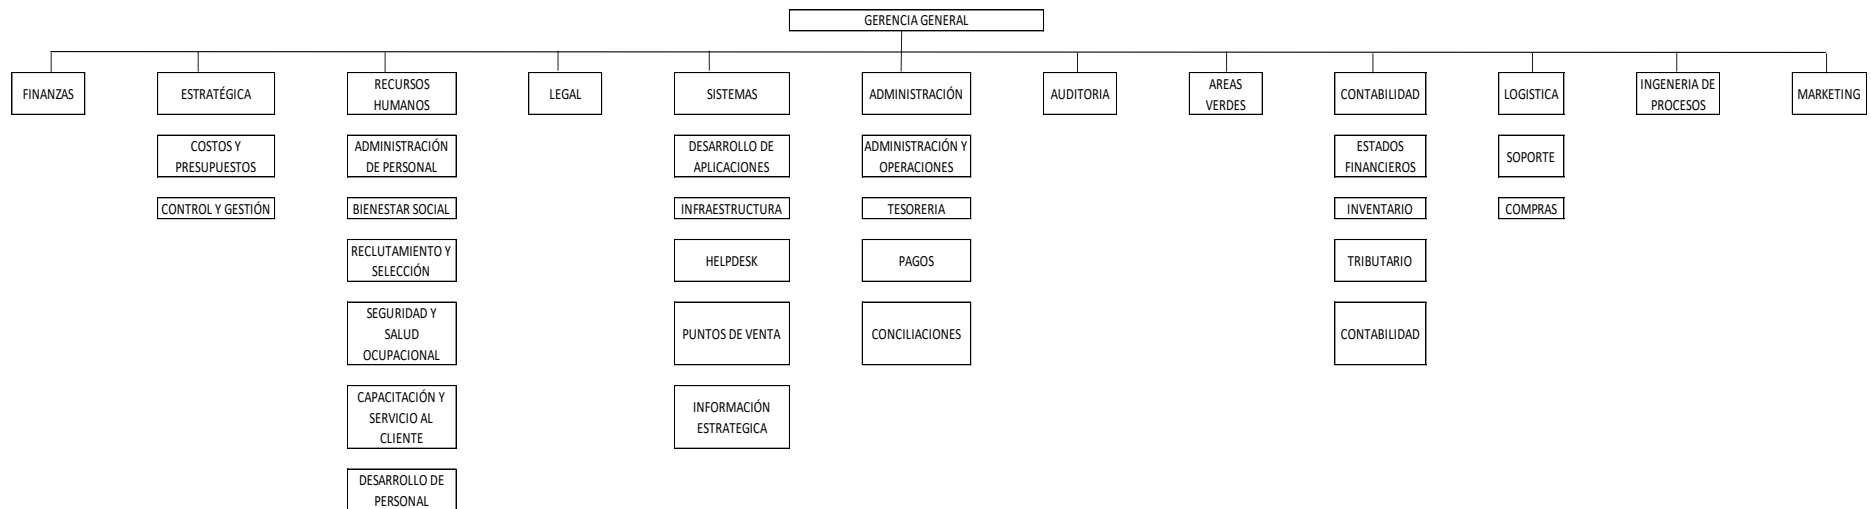 GERENCIA GENERAL
FINANZAS
ESTRATÉGICA
RECURSOS
HUMANOS
LEGAL
SISTEMAS
ADMINISTRACIÓN
AUDITORIA
AREAS
VERDES
CONTABILIDAD
LOGISTICA
INGENERIA DE
PROCESOS
MARKETING
COSTOS Y
PRESUPUESTOS
ADMINISTRACIÓN
DE PERSONAL
DESARROLLO DE
APLICACIONES
ADMINISTRACIÓN Y
OPERACIONES
ESTADOS
FINANCIEROS
SOPORTE
CONTROL Y GESTIÓN
BIENESTAR SOCIAL
INFRAESTRUCTURA
TESORERIA
INVENTARIO
COMPRAS
RECLUTAMIENTO Y
SELECCIÓN
HELPDESK
PAGOS
TRIBUTARIO
SEGURIDAD Y
SALUD
OCUPACIONAL
PUNTOS DE VENTA
CONCILIACIONES
CONTABILIDAD
CAPACITACIÓN Y
SERVICIO AL
CLIENTE
INFORMACIÓN
ESTRATEGICA
DESARROLLO DE
PERSONAL